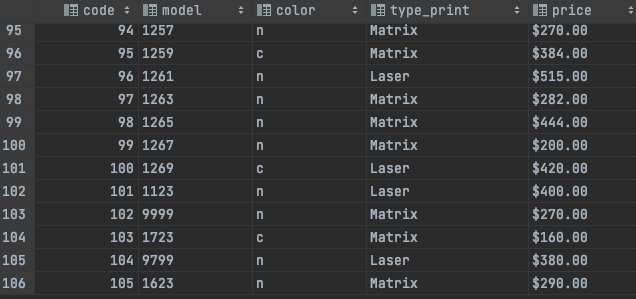 code model color type_print price
95 94 1257 n Matrix $270.00
96 95 1259 c Matrix $384.00
97 96 1261 n Laser $515.00
98 97 1263 n Matrix $282.00
99 98 1265 n Matrix $444.00
100 99 1267 n Matrix $200.00
101 100 1269 c Laser $420.00
102 101 1123 n Laser $400.00
103 102 9999 n Matrix $270.00
104 103 1723 c Matrix $160.00
105 104 9799 n Laser $380.00
106 105 1623 n Matrix $290.00